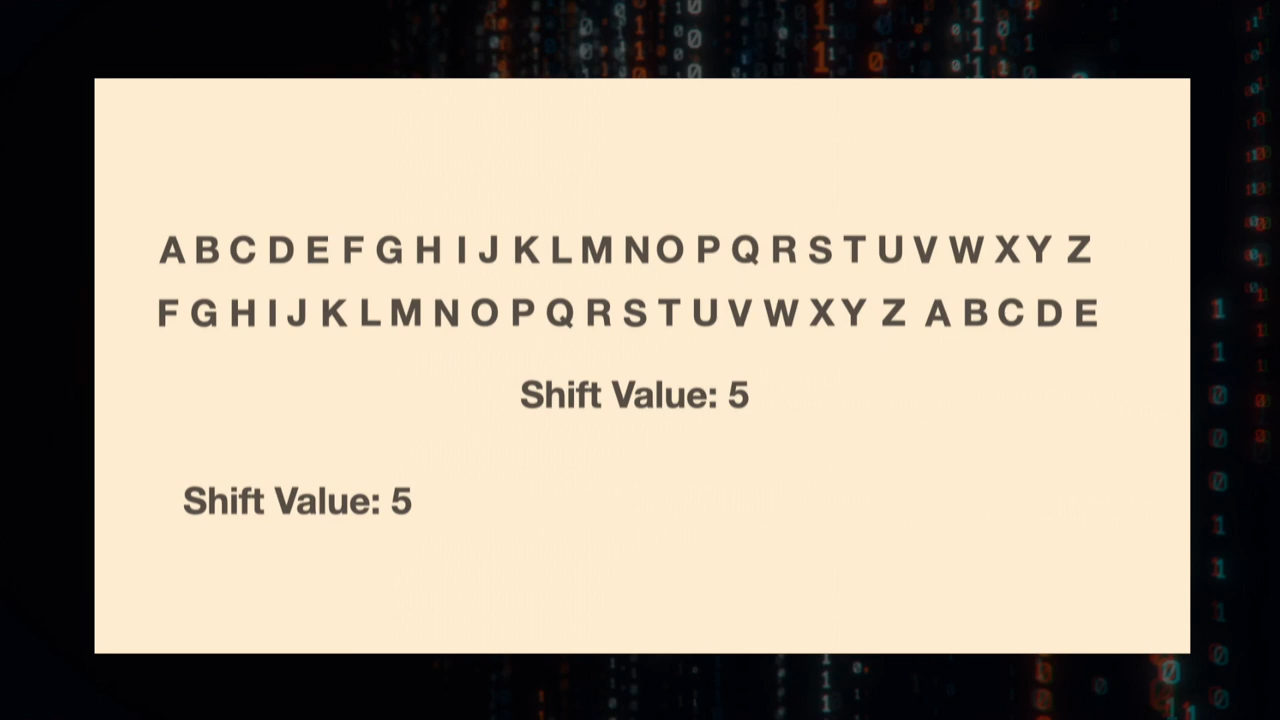 A B C D E F G H I J K L M N O P Q R S T U V W X Y Z
F G H I J K L M N O P Q R S T U V W X Y Z A B C D E
Shift Value: 5
Shift Value: 5